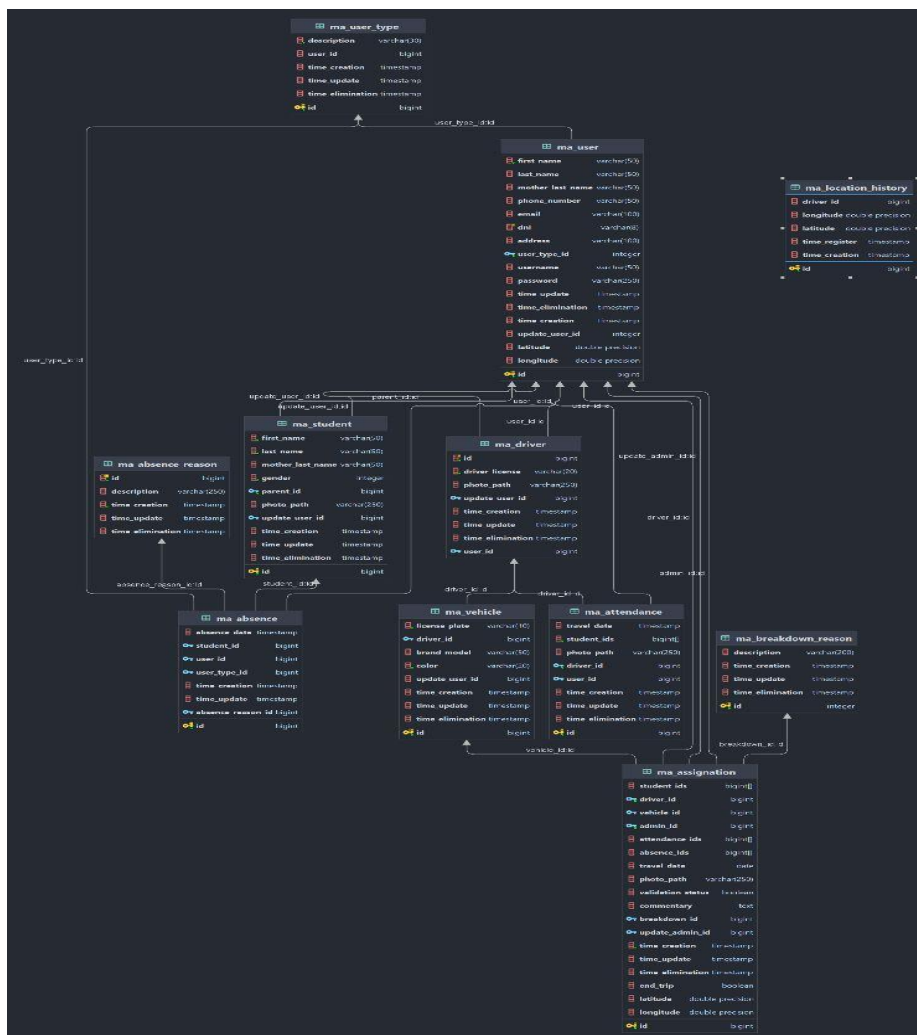 ma_user_type
description varchar(30)
user_id bigint
time_creation timestamp
time_update timestamp
time_elimination timestamp
id bigint
user_type_id:id
ma_user
first_name varchar(50)
last_name varchar(50)
mother_last_name varchar(50)
phone_number varchar(50)
email varchar(100)
dni varchar(8)
address varchar(100)
user_type_id integer
username varchar(50)
password varchar(250)
time_update timestamp
time_elimination timestamp
time_creation timestamp
update_user_id integer
latitude double precision
longitude double precision
id bigint
ma_location_history
driver_id bigint
longitude double precision
latitude double precision
time_register timestamp
time_creation timestamp
id bigint
user_type_id:id
update_user_id:id
parent_id:id
user_id:id
user_id:id
update_user_id:id
user_id:id
update_admin_id:id
driver_id:id
admin_id:id
ma_student
first_name varchar(50)
last_name varchar(50)
mother_last_name varchar(50)
gender integer
parent_id bigint
photo_path varchar(250)
update_user_id bigint
time_creation timestamp
time_update timestamp
time_elimination timestamp
id bigint
ma_driver
id bigint
driver_license varchar(20)
photo_path varchar(250)
update_user_id bigint
time_creation timestamp
time_update timestamp
time_elimination timestamp
user_id bigint
ma_absence_reason
id bigint
description varchar(250)
time_creation timestamp
time_update timestamp
time_elimination timestamp
absence_reason_id:id
student_id:id
driver_id:id
driver_id:id
ma_absence
absence_date timestamp
student_id bigint
user_id bigint
user_type_id bigint
time_creation timestamp
time_update timestamp
absence_reason_id bigint
id bigint
ma_vehicle
license_plate varchar(10)
driver_id bigint
brand_model varchar(50)
color varchar(20)
update_user_id bigint
time_creation timestamp
time_update timestamp
time_elimination timestamp
id bigint
ma_attendance
travel_date timestamp
student_ids bigint[]
photo_path varchar(250)
driver_id bigint
user_id bigint
time_creation timestamp
time_update timestamp
time_elimination timestamp
id bigint
ma_breakdown_reason
description varchar(200)
time_creation timestamp
time_update timestamp
time_elimination timestamp
id integer
vehicle_id:id
breakdown_id:id
ma_assignation
student_ids bigint[]
driver_id bigint
vehicle_id bigint
admin_id bigint
attendance_ids bigint[]
absence_ids bigint[]
travel_date date
photo_path varchar(250)
validation_status boolean
commentary text
breakdown_id bigint
update_admin_id bigint
time_creation timestamp
time_update timestamp
time_elimination timestamp
end_trip boolean
latitude double precision
longitude double precision
id bigint